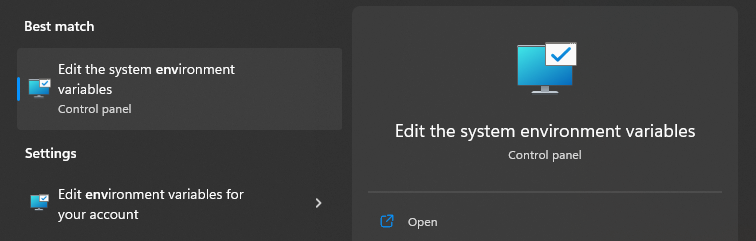 Best match
Edit the system environment
variables
Control panel
Settings
Edit environment variables for
your account
Edit the system environment variables
Control panel
Open